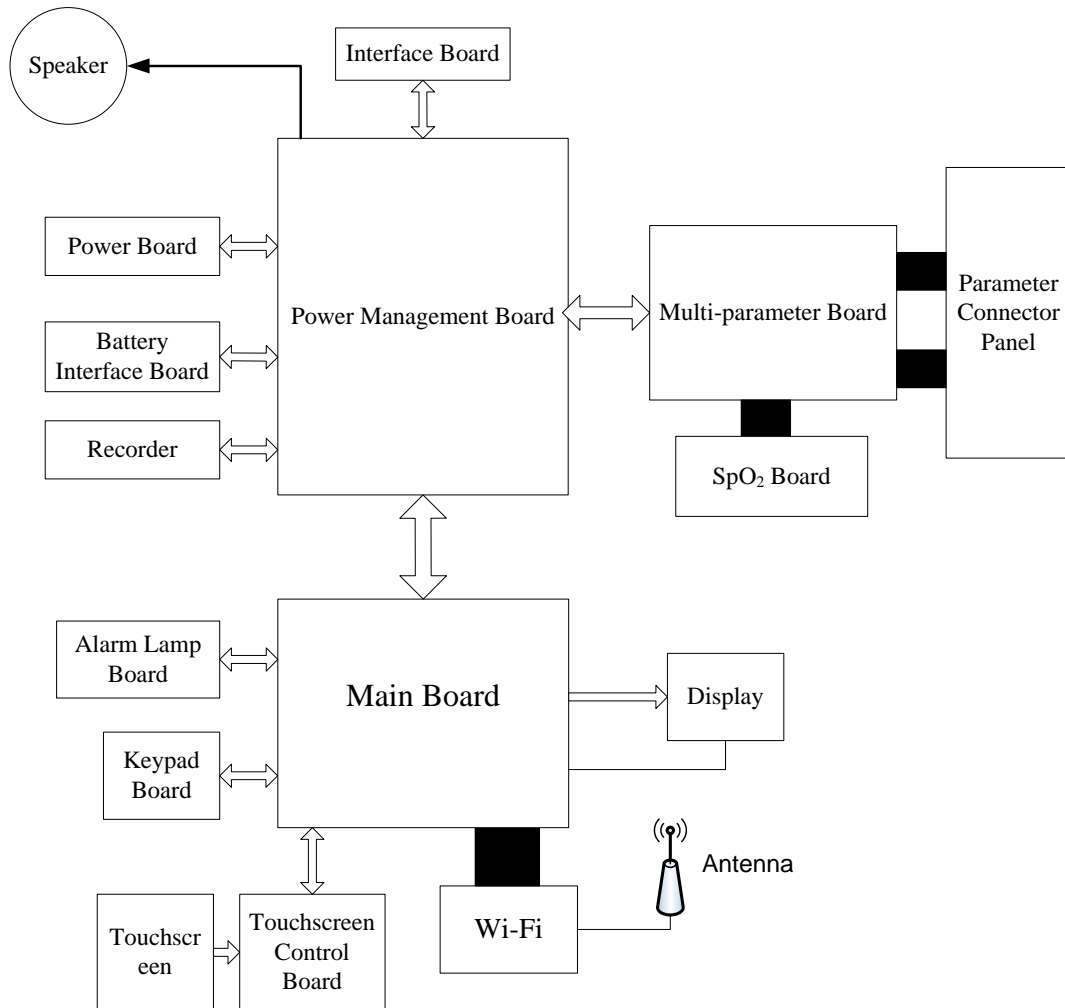 Speaker
Interface Board
Power Board
Battery
Interface Board
Recorder
Power Management Board
Multi-parameter Board
Parameter
Connector
Panel
SpO₂ Board
Alarm Lamp
Board
Keypad
Board
Main Board
Display
Antenna
Wi-Fi
Touchscr
een
Touchscreen
Control
Board